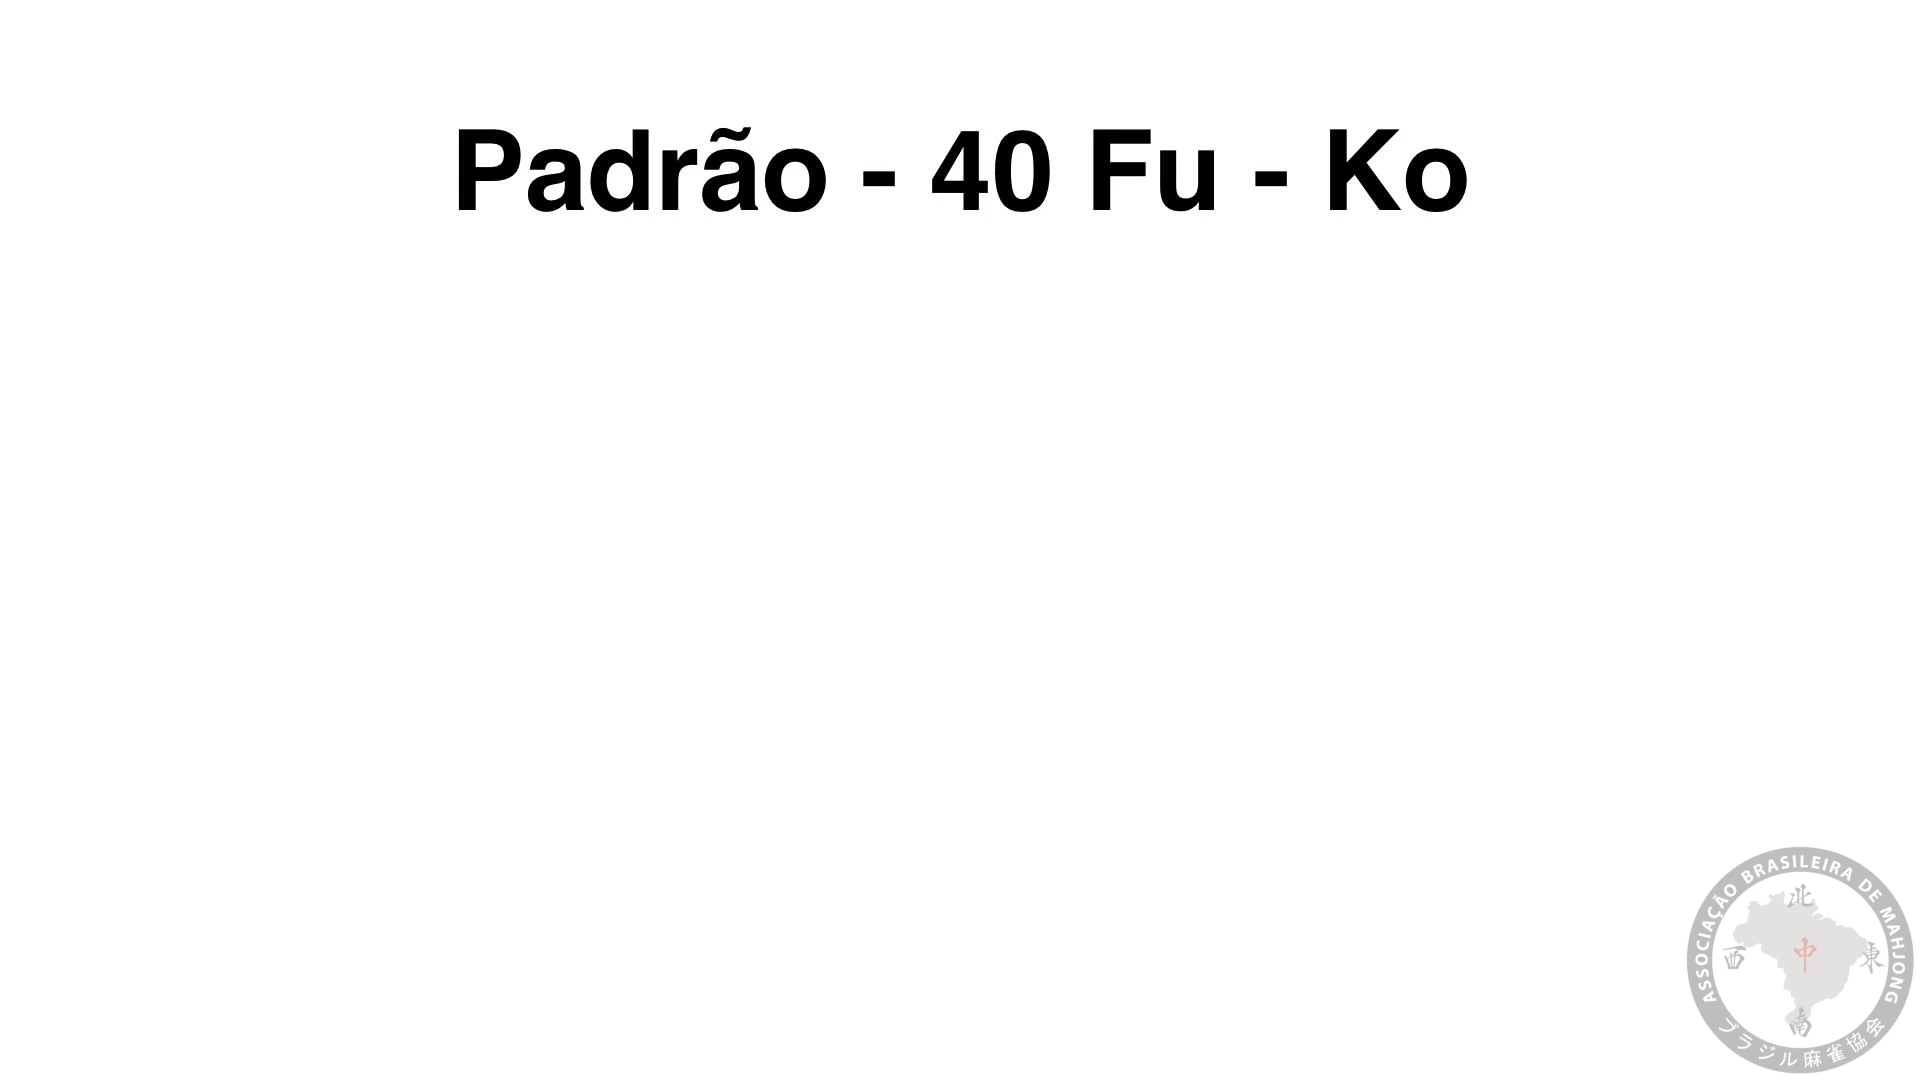 Padrão - 40 Fu - Ko
ASSOCIAÇÃO BRASILEIRA DE MAHJONG
北
西 中 東
南
ブラジル麻雀協会